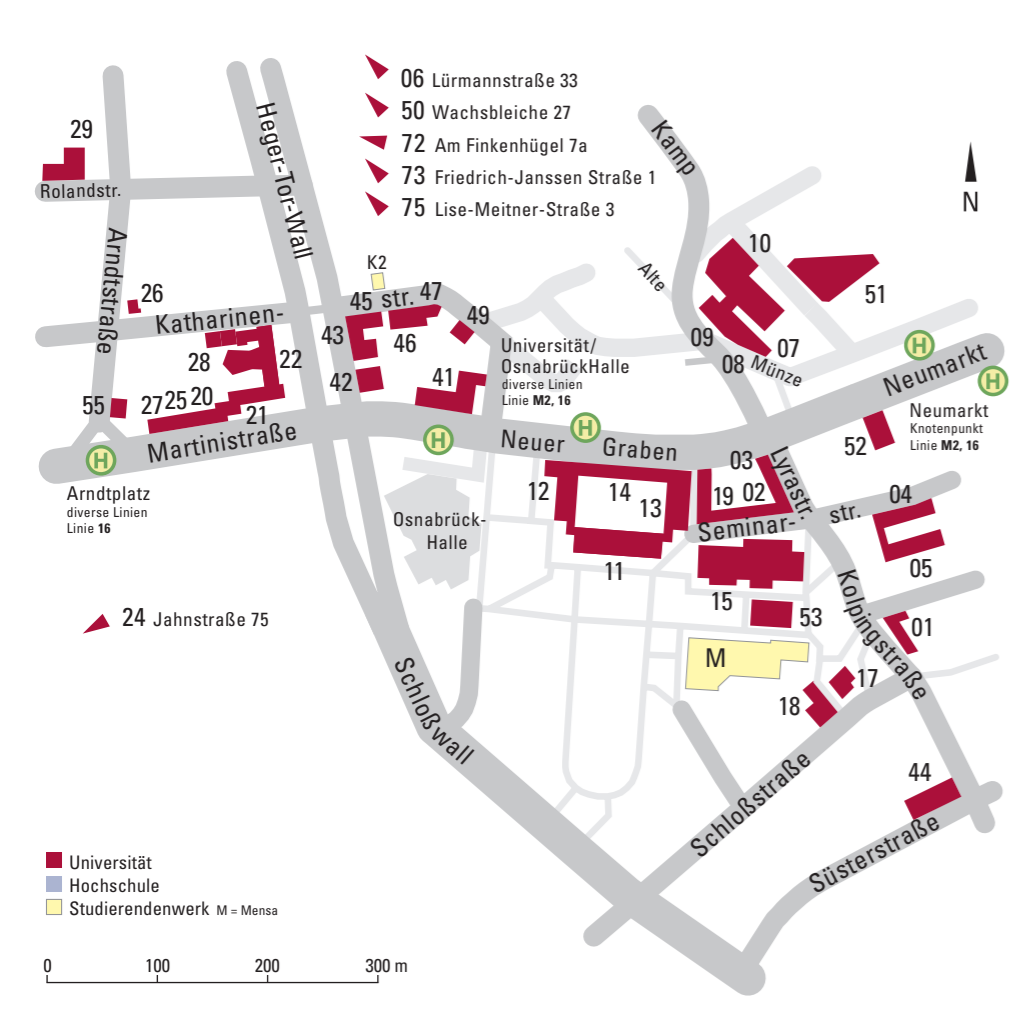 06 Lürmannstraße 33
50 Wachsbleiche 27
72 Am Finkenhügel 7a
73 Friedrich-Janssen Straße 1
75 Lise-Meitner-Straße 3
N
29
Rolandstr.
Heger-Tor-Wall
Kamp
Arndtstraße
K2
Alte
10
51
26
Katharinen-
45
str.
47
49
43
46
28
22
42
41
Universität/
OsnabrückHalle
diverse Linien
Linie M2, 16
09
08
07
Münze
H
Neumarkt
H
Neumarkt
Knotenpunkt
Linie M2, 16
55
27
25
20
21
Martinistraße
H
Arndtplatz
diverse Linien
Linie 16
H
Neuer
H
Graben
52
03
Lyrastr.
12
14
13
19
02
Seminar-
str.
04
05
Osnabrück-
Halle
11
15
53
Kolpingstraße
01
24 Jahnstraße 75
M
17
18
Schloßwall
Schloßstraße
44
Süsterstraße
Universität
Hochschule
Studierendenwerk M = Mensa
0
100
200
300 m